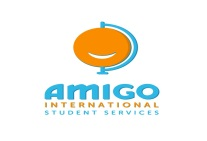 AMIGO
INTERNATIONAL
STUDENT SERVICES